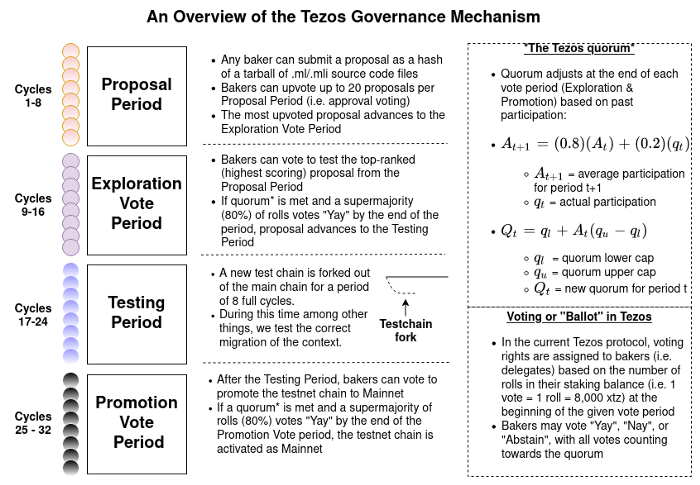 An Overview of the Tezos Governance Mechanism
Cycles
1-8
Proposal
Period
• Any baker can submit a proposal as a hash
of a tarball of .ml/.mli source code files
• Bakers can upvote up to 20 proposals per
Proposal Period (i.e. approval voting)
• The most upvoted proposal advances to the
Exploration Vote Period
Cycles
9-16
Exploration
Vote
Period
• Bakers can vote to test the top-ranked
(highest scoring) proposal from the
Proposal Period
• If quorum* is met and a supermajority
(80%) of rolls votes "Yay" by the end of the
period, proposal advances to the Testing
Period
Cycles
17-24
Testing
Period
• A new test chain is forked out
of the main chain for a period
of 8 full cycles.
• During this time among other
things, we test the correct
migration of the context.
Testchain
fork
Cycles
25 - 32
Promotion
Vote
Period
• After the Testing Period, bakers can vote to
promote the testnet chain to Mainnet
• If a quorum* is met and a supermajority of
rolls (80%) votes "Yay" by the end of the
Promotion Vote period, the testnet chain is
activated as Mainnet
*The Tezos quorum*
• Quorum adjusts at the end of each
vote period (Exploration &
Promotion) based on past
participation:
• A_{t+1} = (0.8)(A_t) + (0.2)(q_t)
◦ A_{t+1} = average participation
for period t+1
◦ q_t = actual participation
• Q_t = q_l + A_t(q_u − q_l)
◦ q_l = quorum lower cap
◦ q_u = quorum upper cap
◦ Q_t = new quorum for period t
Voting or "Ballot" in Tezos
• In the current Tezos protocol, voting
rights are assigned to bakers (i.e.
delegates) based on the number of
rolls in their staking balance (i.e. 1
vote = 1 roll = 8,000 xtz) at the
beginning of the given vote period
• Bakers may vote "Yay", "Nay", or
"Abstain", with all votes counting
towards the quorum